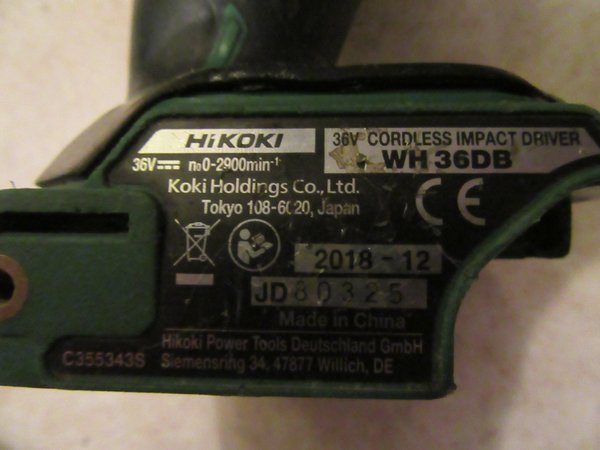 HiKOKI
36V⎓ n₀0-2900min⁻¹
Koki Holdings Co., Ltd.
Tokyo 108-6020, Japan
36V CORDLESS IMPACT DRIVER
WH 36DB
CE
2018 - 12
JD80325
Made in China
Hikoki Power Tools Deutschland GmbH
Siemensring 34, 47877 Willich, DE
C355343S